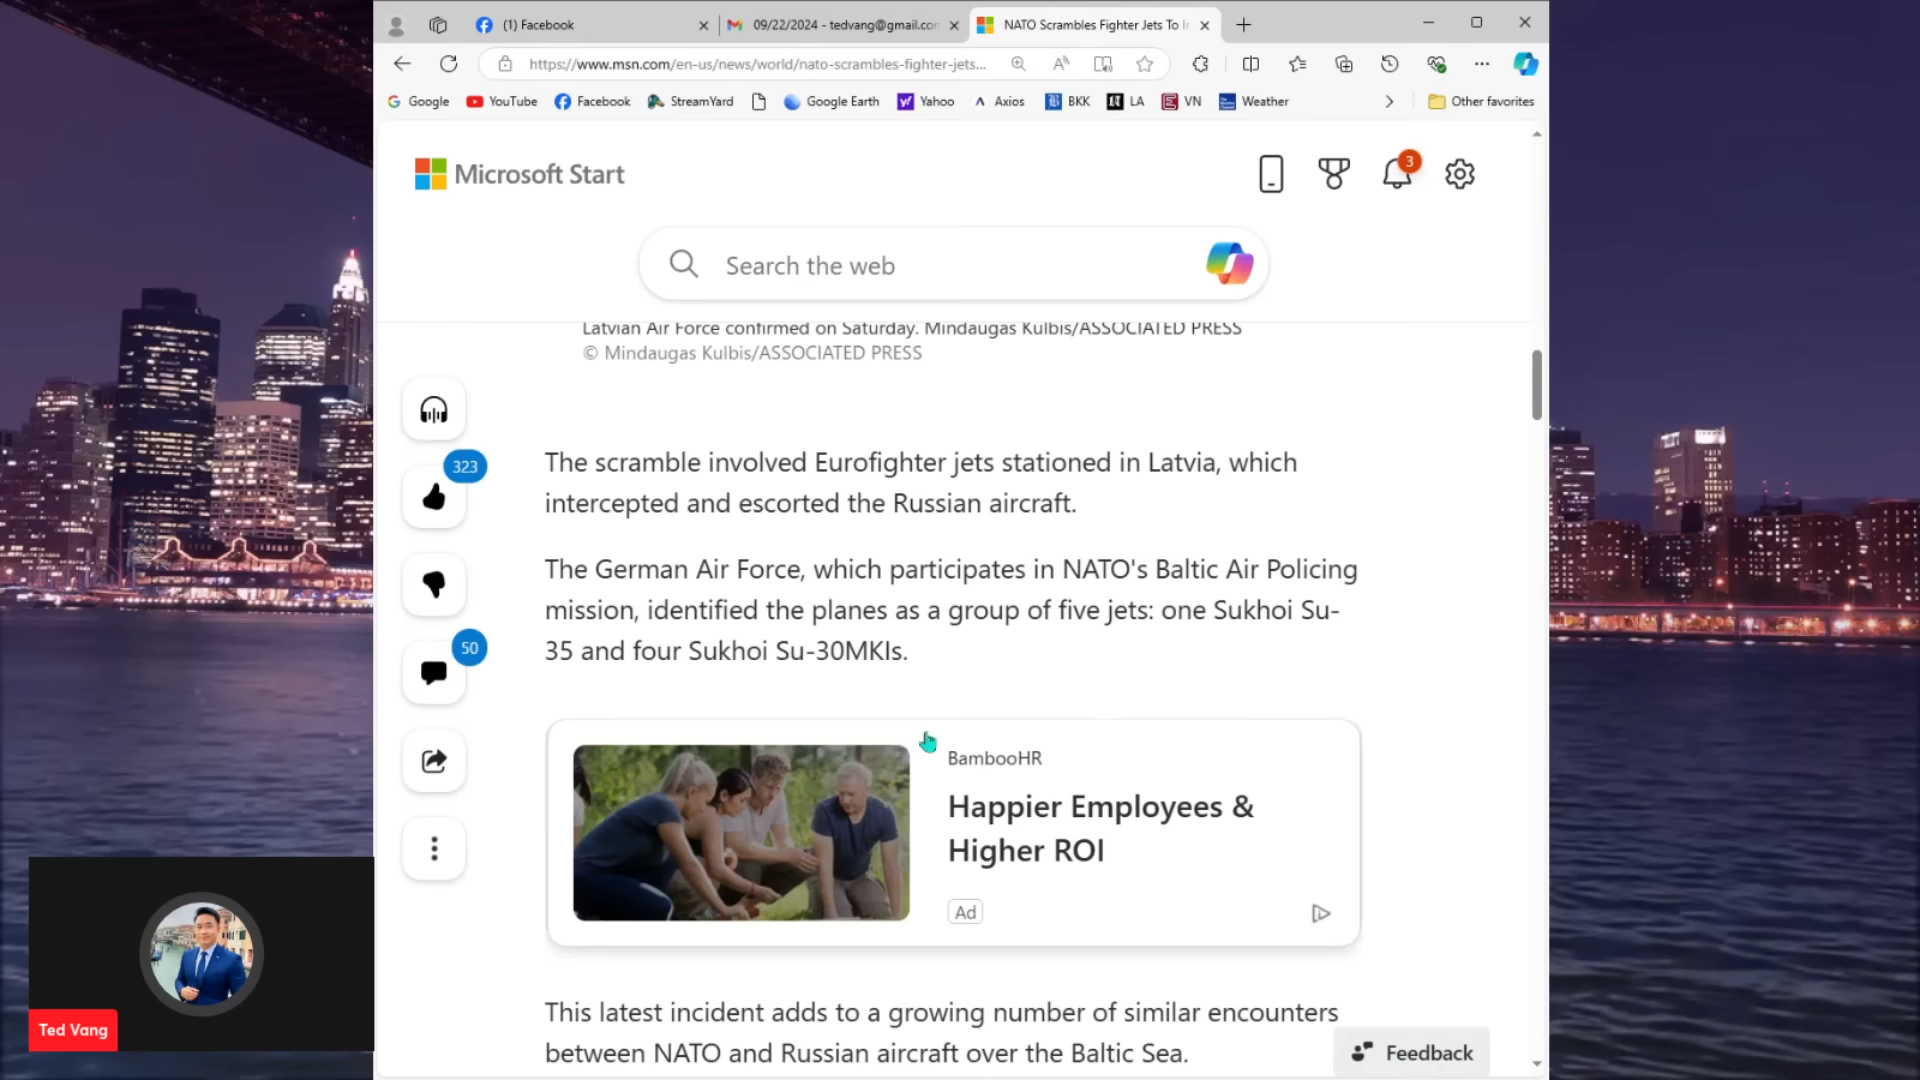 (1) Facebook
09/22/2024 - tedvang@gmail.co
NATO Scrambles Fighter Jets To I
https://www.msn.com/en-us/news/world/nato-scrambles-fighter-jets...
Google
YouTube
Facebook
StreamYard
Google Earth
Yahoo
Axios
BKK
LA
VN
Weather
Other favorites
Microsoft Start
3
Search the web
Latvian Air Force confirmed on Saturday. Mindaugas Kulbis/ASSOCIATED PRESS
© Mindaugas Kulbis/ASSOCIATED PRESS
323
The scramble involved Eurofighter jets stationed in Latvia, which
intercepted and escorted the Russian aircraft.
The German Air Force, which participates in NATO's Baltic Air Policing
mission, identified the planes as a group of five jets: one Sukhoi Su-
35 and four Sukhoi Su-30MKIs.
50
BambooHR
Happier Employees &
Higher ROI
Ad
This latest incident adds to a growing number of similar encounters
between NATO and Russian aircraft over the Baltic Sea.
Feedback
Ted Vang